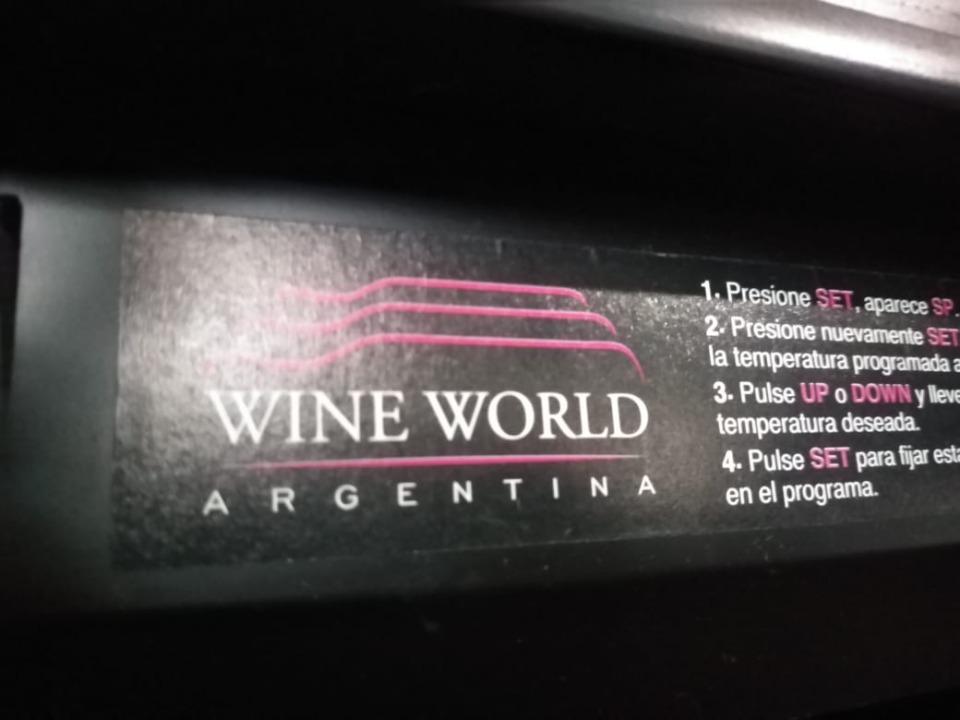 WINE WORLD
ARGENTINA
1. Presione SET, aparece SP.
2. Presione nuevamente SET
la temperatura programada
3. Pulse UP o DOWN y lleve
temperatura deseada.
4. Pulse SET para fijar esta
en el programa.